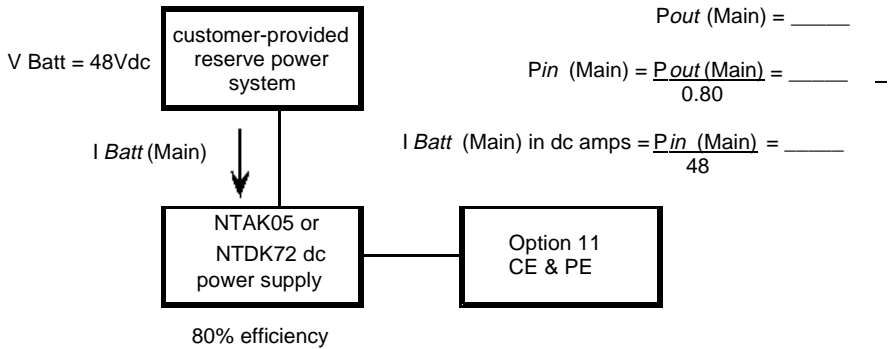 Pout (Main) = _____
customer-provided
reserve power
system
V Batt = 48Vdc
Pin (Main) = Pout (Main) = _____
0.80
I Batt (Main)
I Batt (Main) in dc amps = Pin (Main) = _____
48
NTAK05 or
NTDK72 dc
power supply
Option 11
CE & PE
80% efficiency